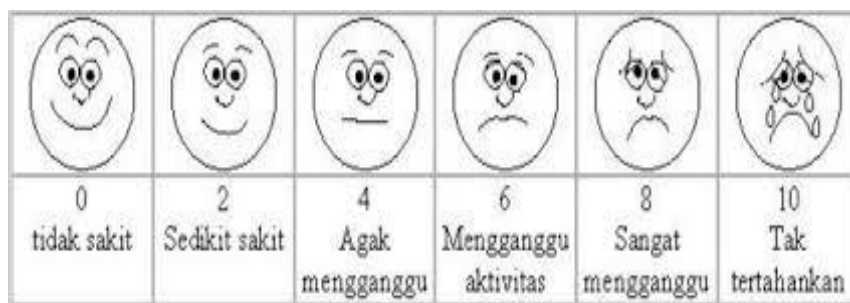 0
tidak sakit
2
Sedikit sakit
4
Agak
mengganggu
6
Mengganggu
aktivitas
8
Sangat
mengganggu
10
Tak
tertahankan